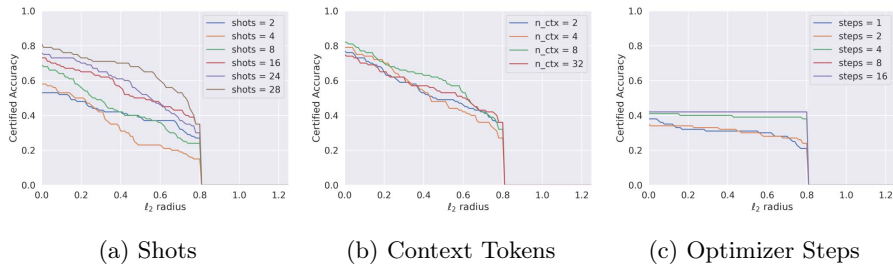 shots = 2
shots = 4
shots = 8
shots = 16
shots = 24
shots = 28
Certified Accuracy
1.0
0.8
0.6
0.4
0.2
0.0
0.0 0.2 0.4 0.6 0.8 1.0 1.2
ℓ₂ radius
(a) Shots
n_ctx = 2
n_ctx = 4
n_ctx = 8
n_ctx = 32
Certified Accuracy
1.0
0.8
0.6
0.4
0.2
0.0
0.0 0.2 0.4 0.6 0.8 1.0 1.2
ℓ₂ radius
(b) Context Tokens
steps = 1
steps = 2
steps = 4
steps = 8
steps = 16
Certified Accuracy
1.0
0.8
0.6
0.4
0.2
0.0
0.0 0.2 0.4 0.6 0.8 1.0 1.2
ℓ₂ radius
(c) Optimizer Steps